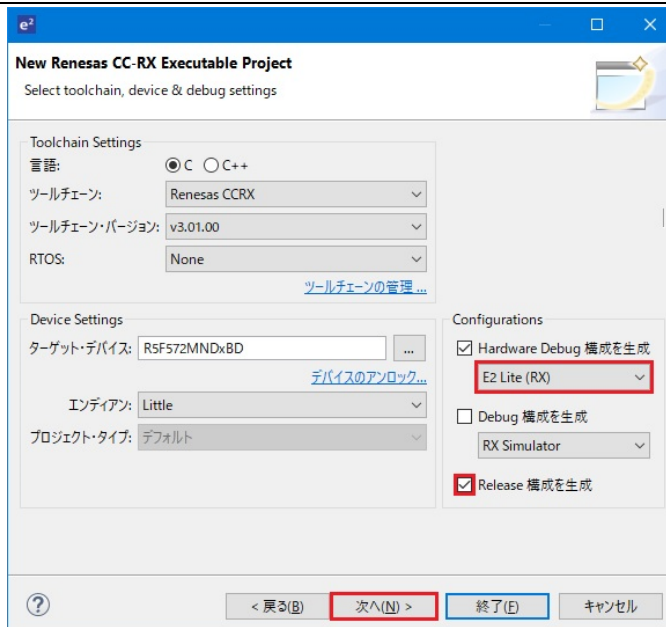 e²
New Renesas CC-RX Executable Project
Select toolchain, device & debug settings
Toolchain Settings
言語: C C++
ツールチェーン: Renesas CCRX
ツールチェーン・バージョン: v3.01.00
RTOS: None
ツールチェーンの管理 ...
Device Settings
ターゲット・デバイス: R5F572MNDxBD ...
デバイスのアンロック...
エンディアン: Little
プロジェクト・タイプ: デフォルト
Configurations
Hardware Debug 構成を生成
E2 Lite (RX)
Debug 構成を生成
RX Simulator
Release 構成を生成
? < 戻る(B) 次へ(N) > 終了(F) キャンセル